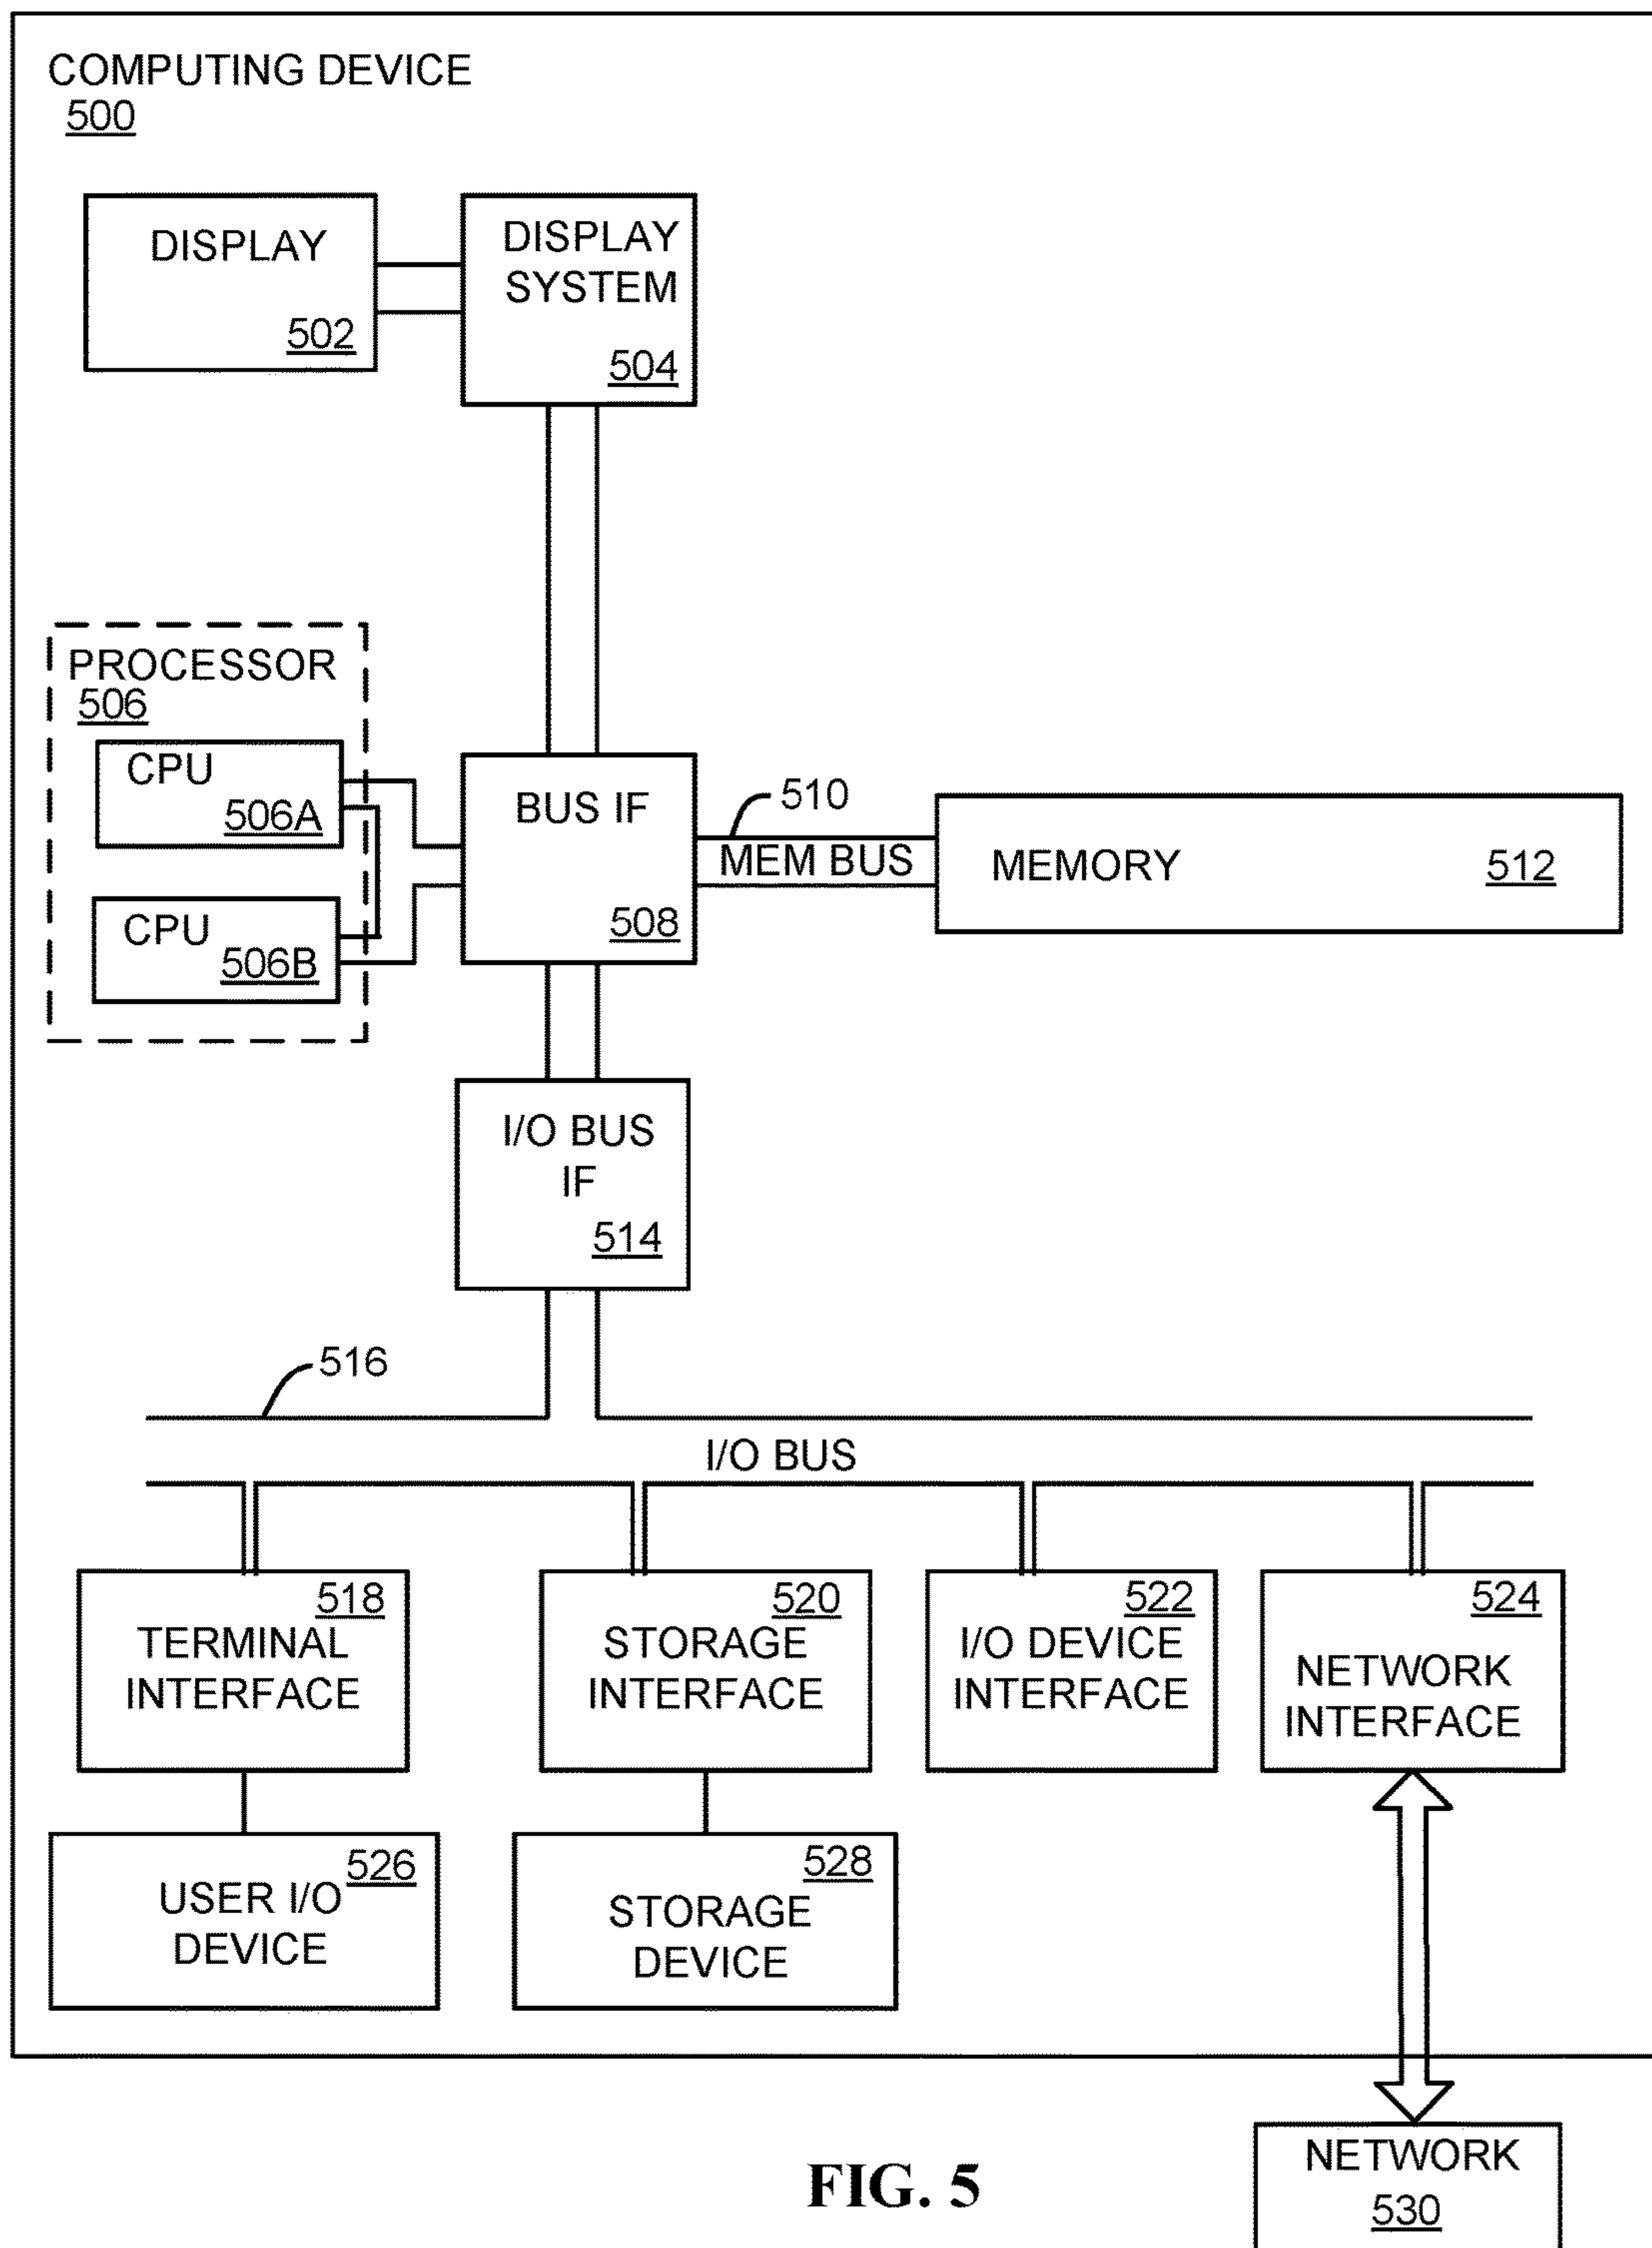 COMPUTING DEVICE
500
DISPLAY
502
DISPLAY
SYSTEM
504
PROCESSOR
506
CPU
506A
CPU
506B
BUS IF
508
510
MEM BUS
MEMORY
512
I/O BUS
IF
514
516
I/O BUS
518
TERMINAL
INTERFACE
520
STORAGE
INTERFACE
522
I/O DEVICE
INTERFACE
524
NETWORK
INTERFACE
526
USER I/O
DEVICE
528
STORAGE
DEVICE
NETWORK
530
FIG. 5